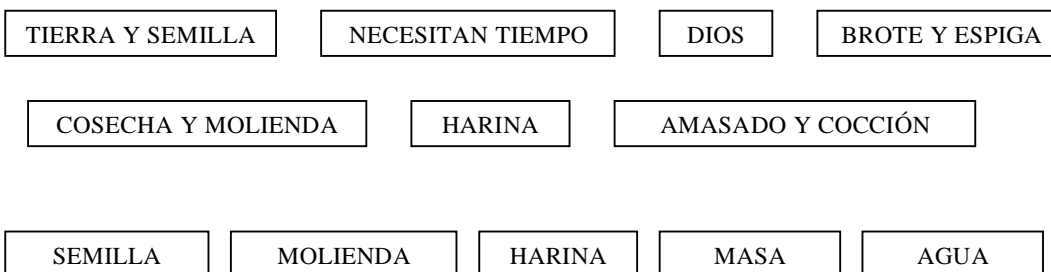 TIERRA Y SEMILLA NECESITAN TIEMPO DIOS BROTE Y ESPIGA
COSECHA Y MOLIENDA HARINA AMASADO Y COCCIÓN
SEMILLA MOLIENDA HARINA MASA AGUA